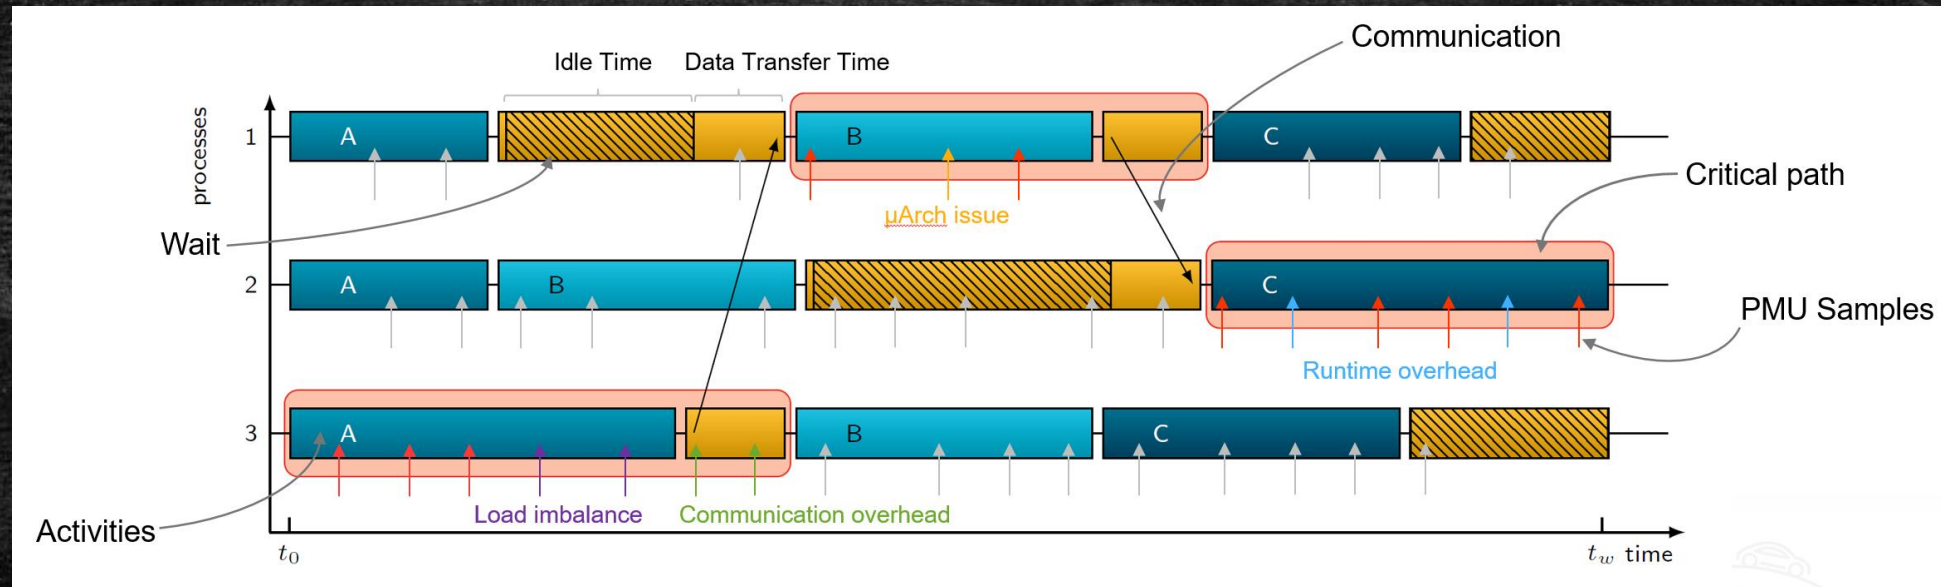 Communication
Idle Time
Data Transfer Time
processes
1
A
B
C
Critical path
µArch issue
Wait
2
A
B
C
PMU Samples
Runtime overhead
3
A
B
C
Load imbalance
Communication overhead
Activities
t0
tw time